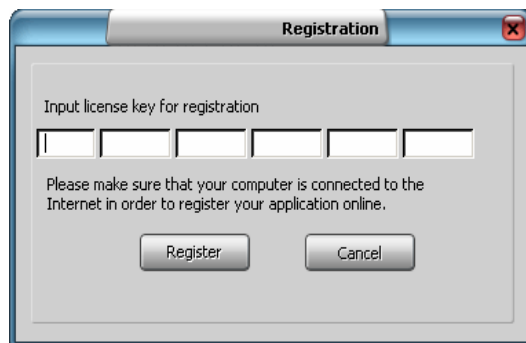 Registration
Input license key for registration
Please make sure that your computer is connected to the
Internet in order to register your application online.
Register Cancel